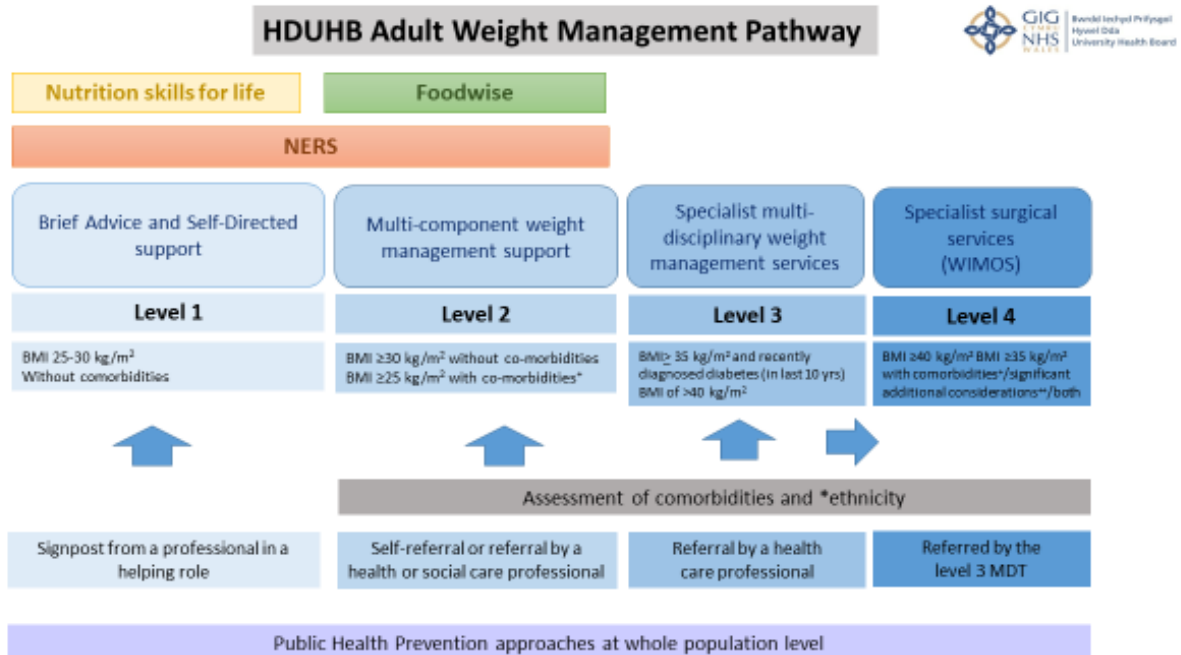 HDUHB Adult Weight Management Pathway
GIG
CYMRU
NHS
WALES
Bwrdd Iechyd Prifysgol
Hywel Dda
University Health Board
Nutrition skills for life
Foodwise
NERS
Brief Advice and Self-Directed
support
Multi-component weight
management support
Specialist multi-
disciplinary weight
management services
Specialist surgical
services
(WIMOS)
Level 1
Level 2
Level 3
Level 4
BMI 25-30 kg/m²
Without comorbidities
BMI ≥30 kg/m² without co-morbidities
BMI ≥25 kg/m² with co-morbidities*
BMI≥ 35 kg/m² and recently
diagnosed diabetes (in last 10 yrs)
BMI of >40 kg/m²
BMI ≥40 kg/m² BMI ≥35 kg/m²
with comorbidities*/significant
additional considerations**/both
Assessment of comorbidities and *ethnicity
Signpost from a professional in a
helping role
Self-referral or referral by a
health or social care professional
Referral by a health
care professional
Referred by the
level 3 MDT
Public Health Prevention approaches at whole population level